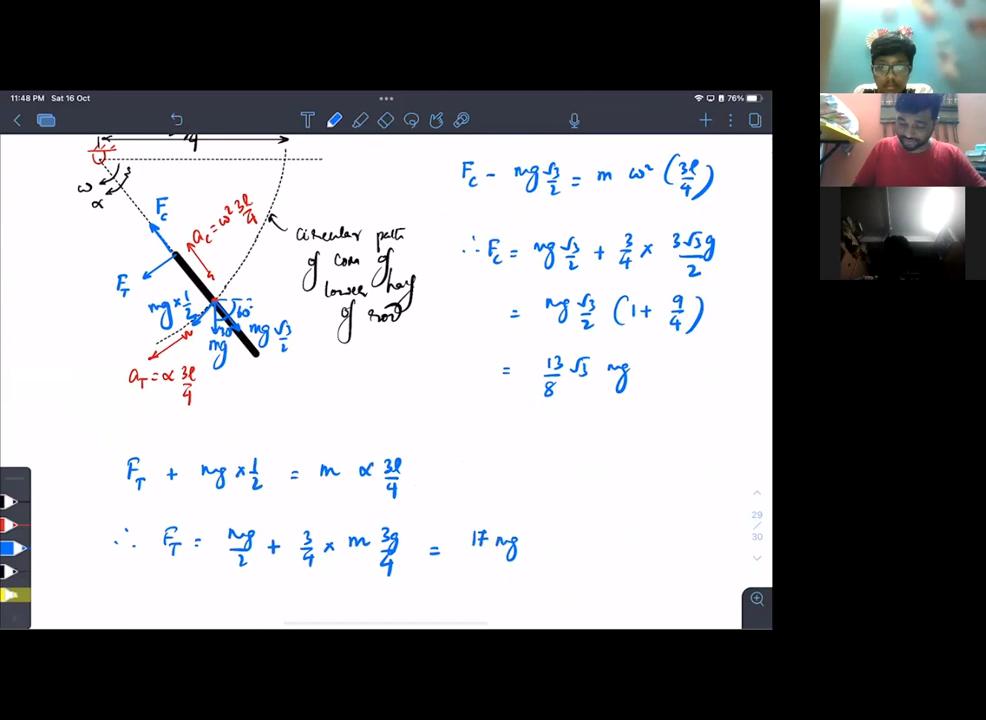 11:48 PM Sat 16 Oct
76%
4
ω
α
F_C
F_T
a_C = ω² 3l/4
circular path
of com of
lower half
of rod
mg × 1/2
60°
30°
mg √3/2
mg
a_T = α 3l/4
F_C - mg √3/2 = m ω² (3l/4)
∴ F_C = mg √3/2 + 3/4 × 3√3g/2
= mg √3/2 (1 + 9/4)
= 13/8 √3 mg
F_T + mg × 1/2 = m α 3l/4
∴ F_T = mg/2 + 3/4 × m 3g/4 = 17 mg
29
/
30